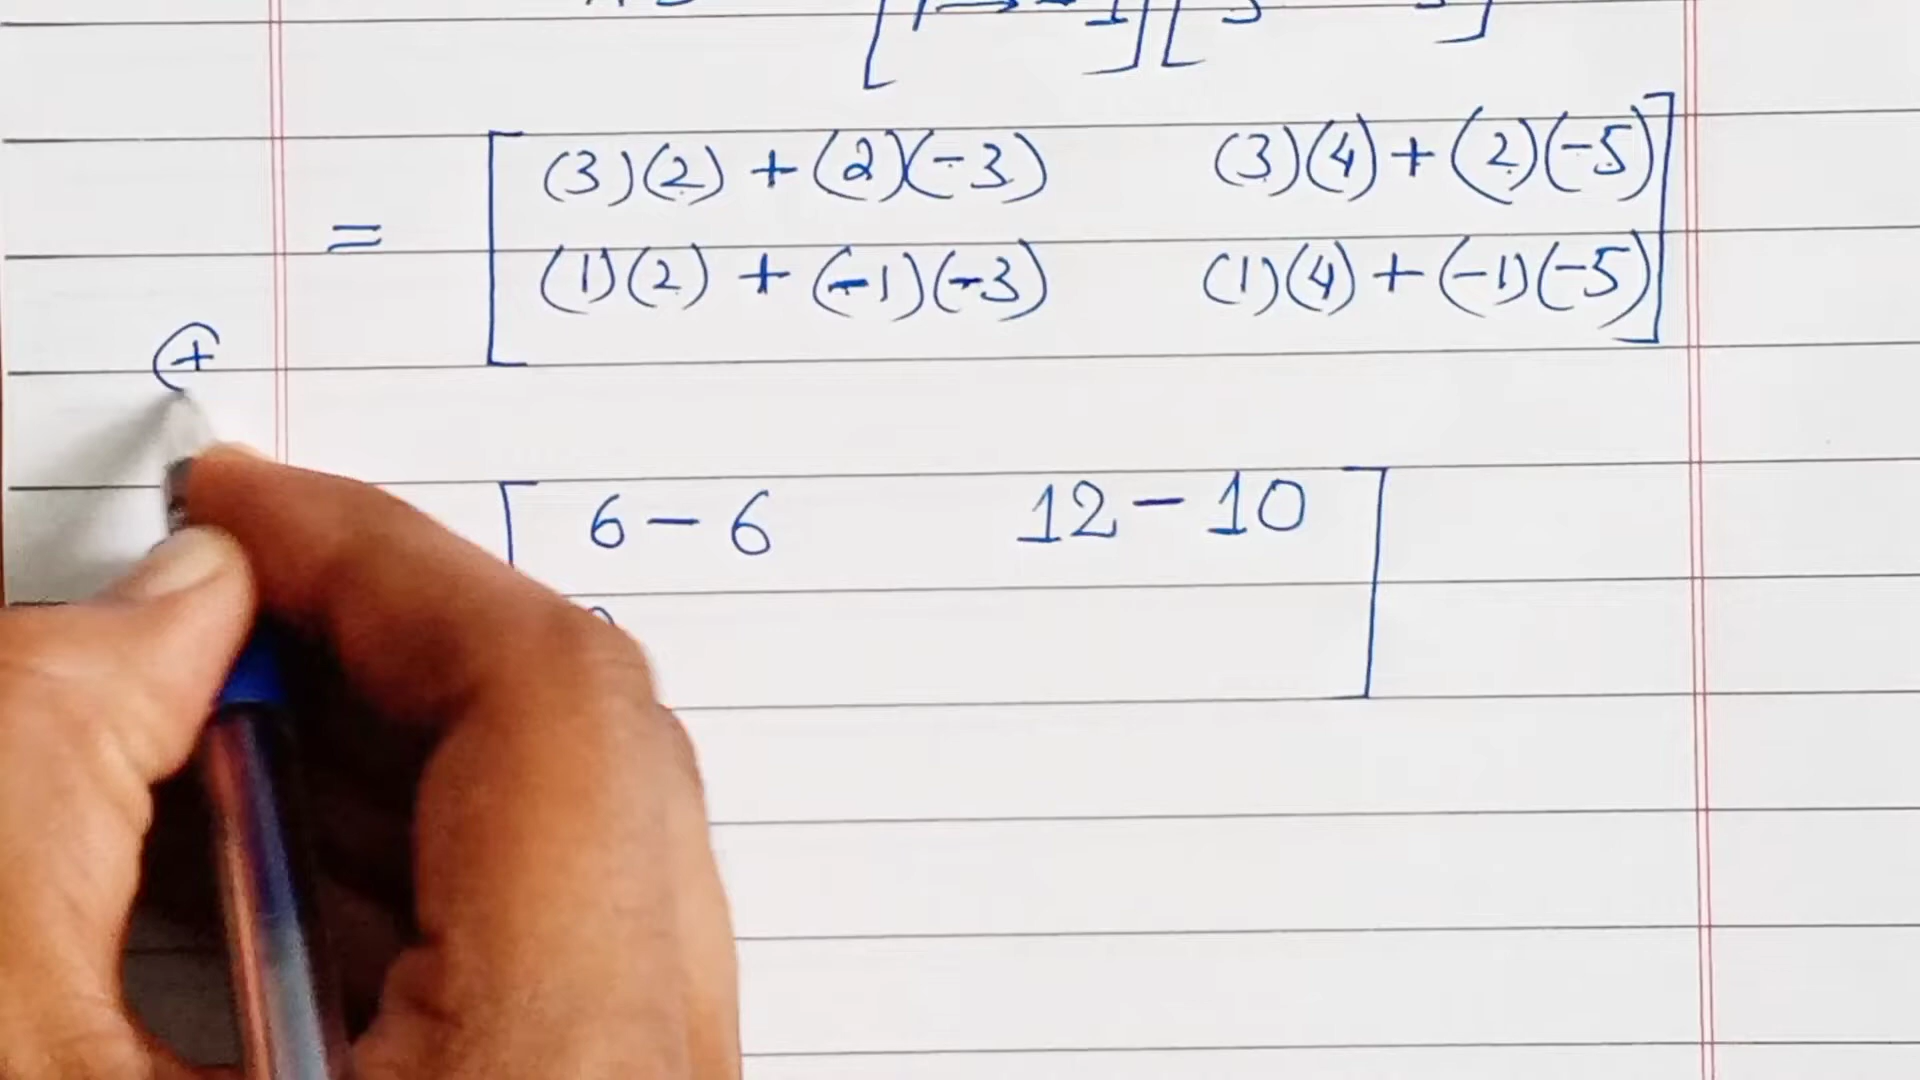 = [ (3)(2) + (2)(-3) (3)(4) + (2)(-5)
(1)(2) + (-1)(-3) (1)(4) + (-1)(-5) ]
(+
[ 6 - 6 12 - 10 ]